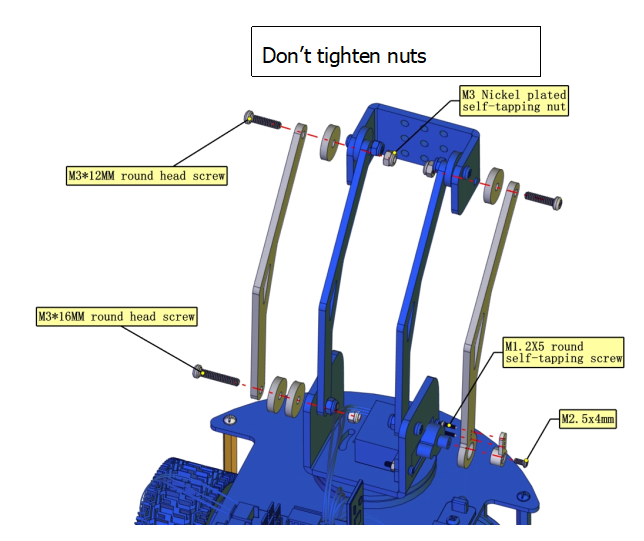 Don’t tighten nuts
M3 Nickel plated
self-tapping nut
M3*12MM round head screw
M3*16MM round head screw
M1.2X5 round
self-tapping screw
M2.5x4mm